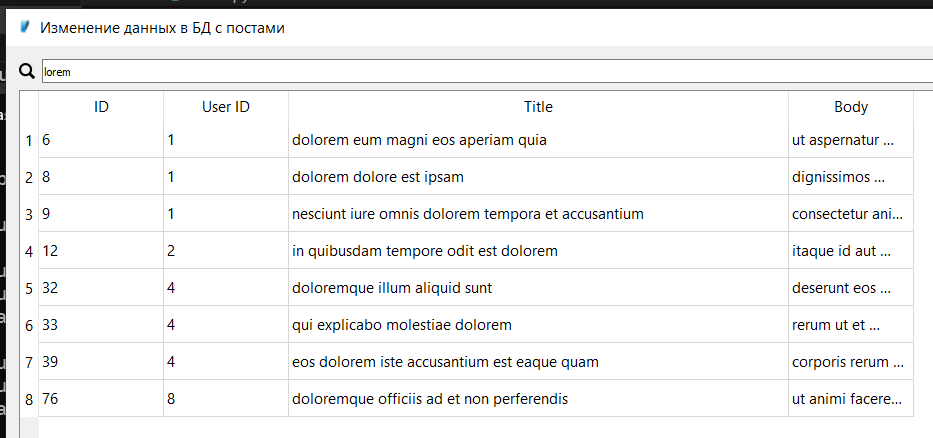 Изменение данных в БД с постами
lorem
ID User ID Title Body
1 6 1 dolorem eum magni eos aperiam quia ut aspernatur ...
2 8 1 dolorem dolore est ipsam dignissimos ...
3 9 1 nesciunt iure omnis dolorem tempora et accusantium consectetur ani...
4 12 2 in quibusdam tempore odit est dolorem itaque id aut ...
5 32 4 doloremque illum aliquid sunt deserunt eos ...
6 33 4 qui explicabo molestiae dolorem rerum ut et ...
7 39 4 eos dolorem iste accusantium est eaque quam corporis rerum ...
8 76 8 doloremque officiis ad et non perferendis ut animi facere...